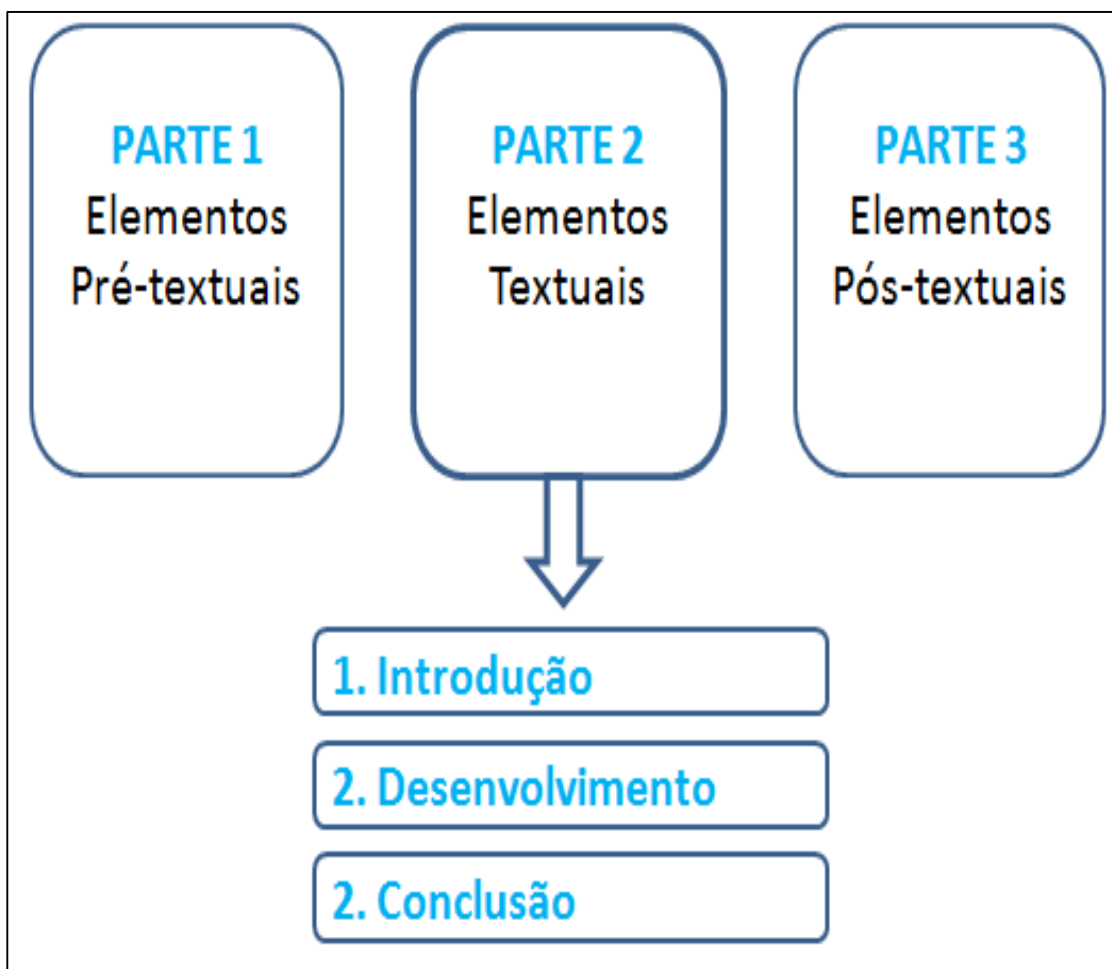 PARTE 1
Elementos
Pré-textuais
PARTE 2
Elementos
Textuais
PARTE 3
Elementos
Pós-textuais
1. Introdução
2. Desenvolvimento
2. Conclusão